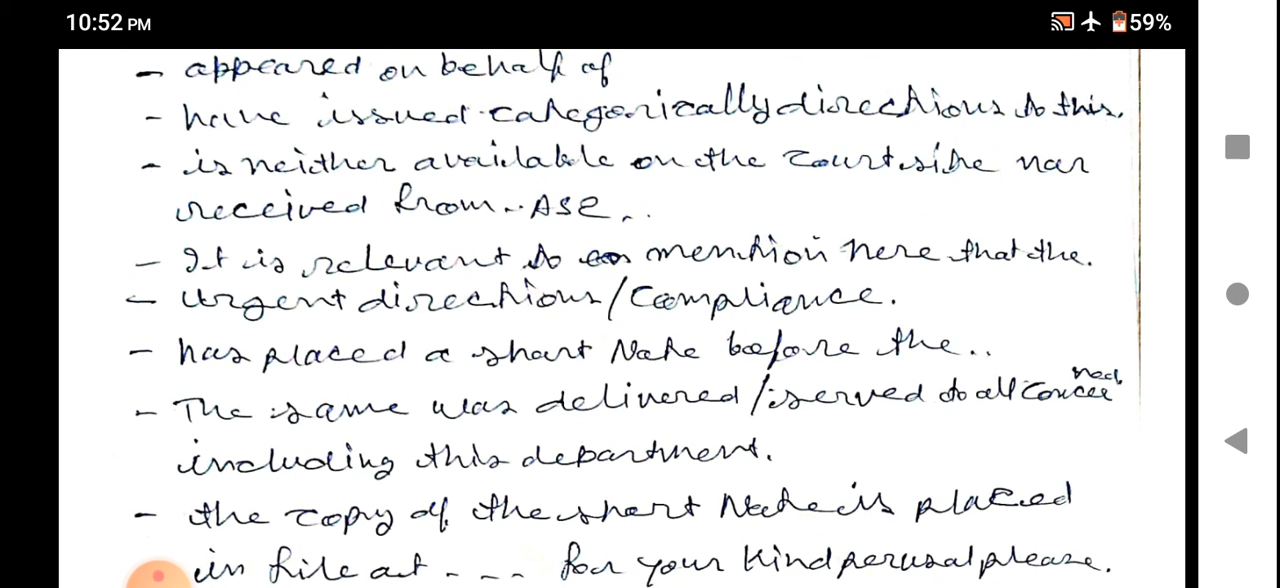 10:52 PM 59%
- appeared on behalf of
- have issued categorically directions to this.
- is neither available on the court side nor
received from.. ASE...
- It is relevant to mention here that the.
- Urgent directions/Compliance.
- has placed a short Note before the..
- The same was delivered/served to all concerned
including this department.
- the copy of the short Note is placed
in file at - - - for your kind perusal please.